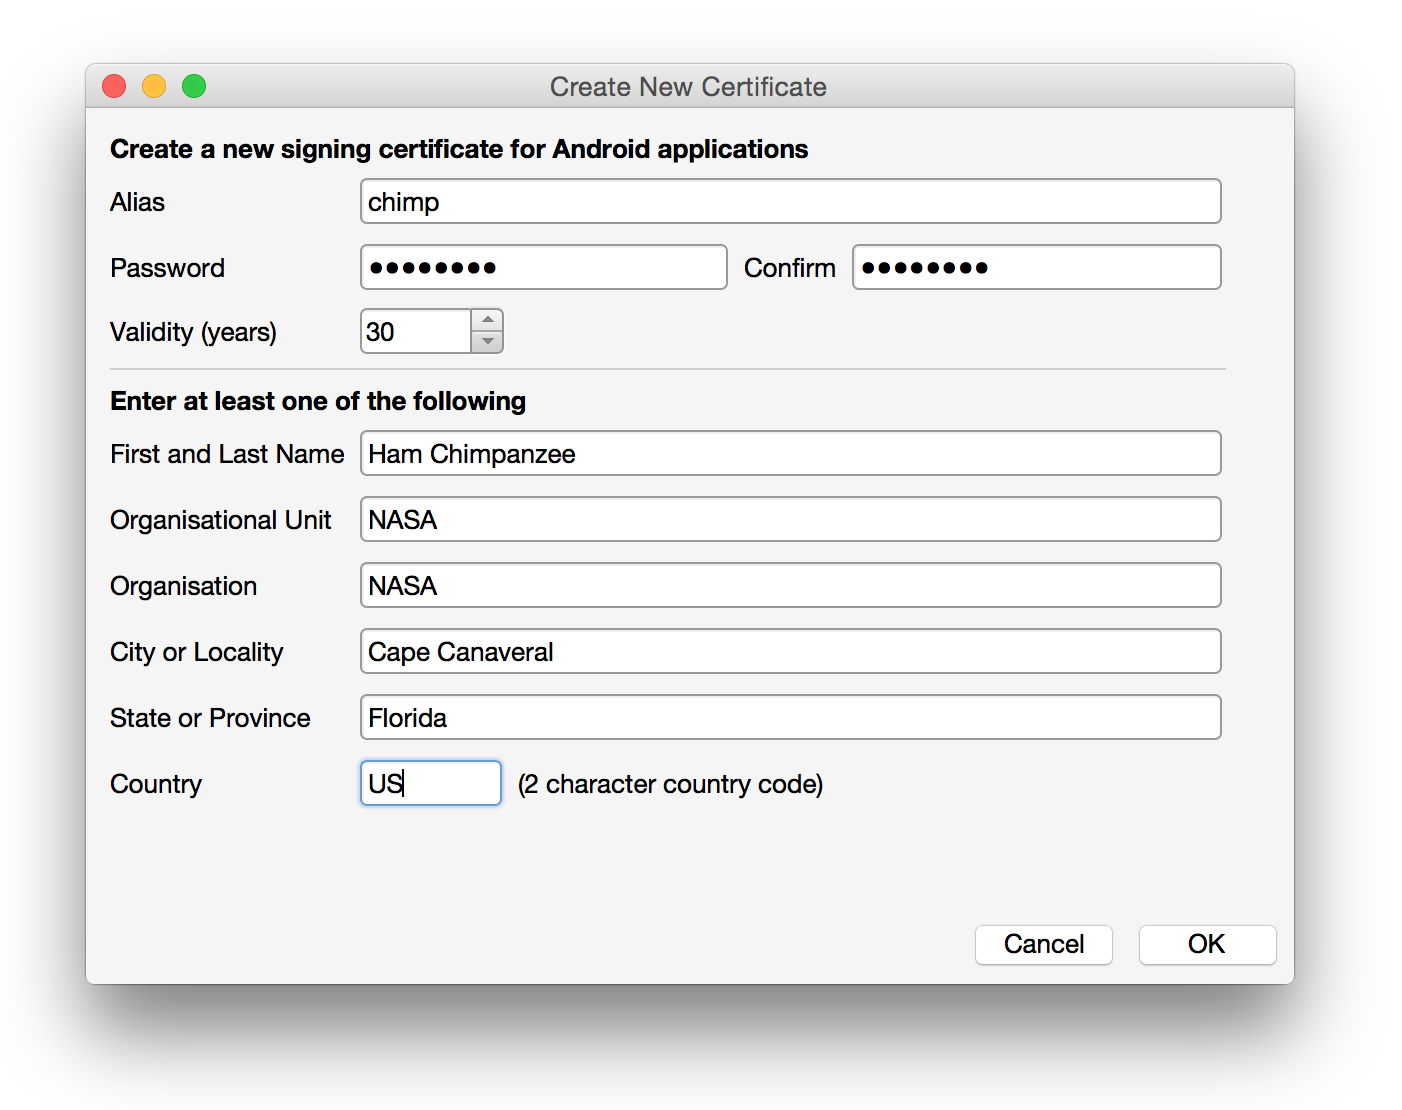 Create New Certificate
Create a new signing certificate for Android applications
Alias chimp
Password ●●●●●●●● Confirm ●●●●●●●●
Validity (years) 30
Enter at least one of the following
First and Last Name Ham Chimpanzee
Organisational Unit NASA
Organisation NASA
City or Locality Cape Canaveral
State or Province Florida
Country US (2 character country code)
Cancel OK